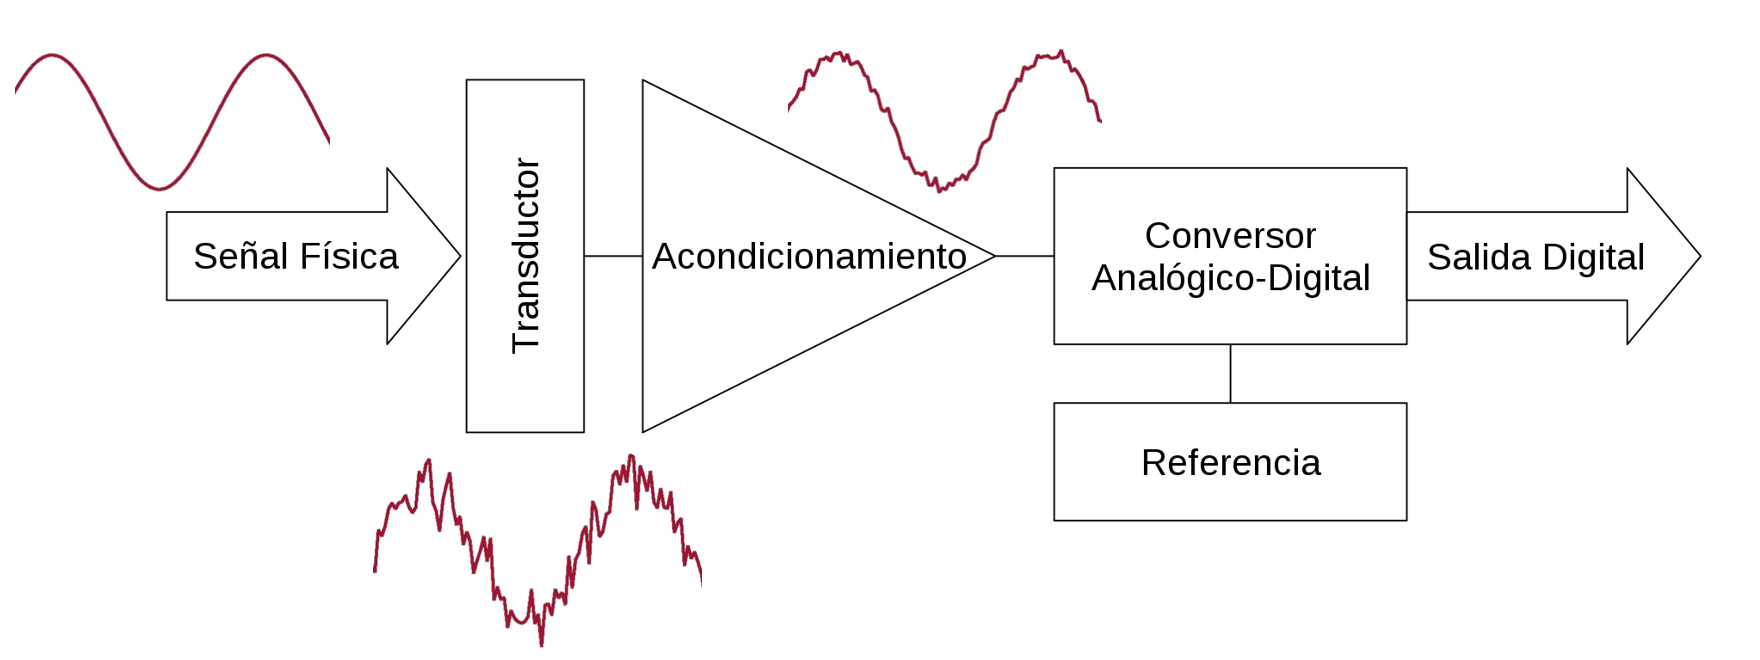 Señal Física
Transductor
Acondicionamiento
Conversor
Analógico-Digital
Salida Digital
Referencia